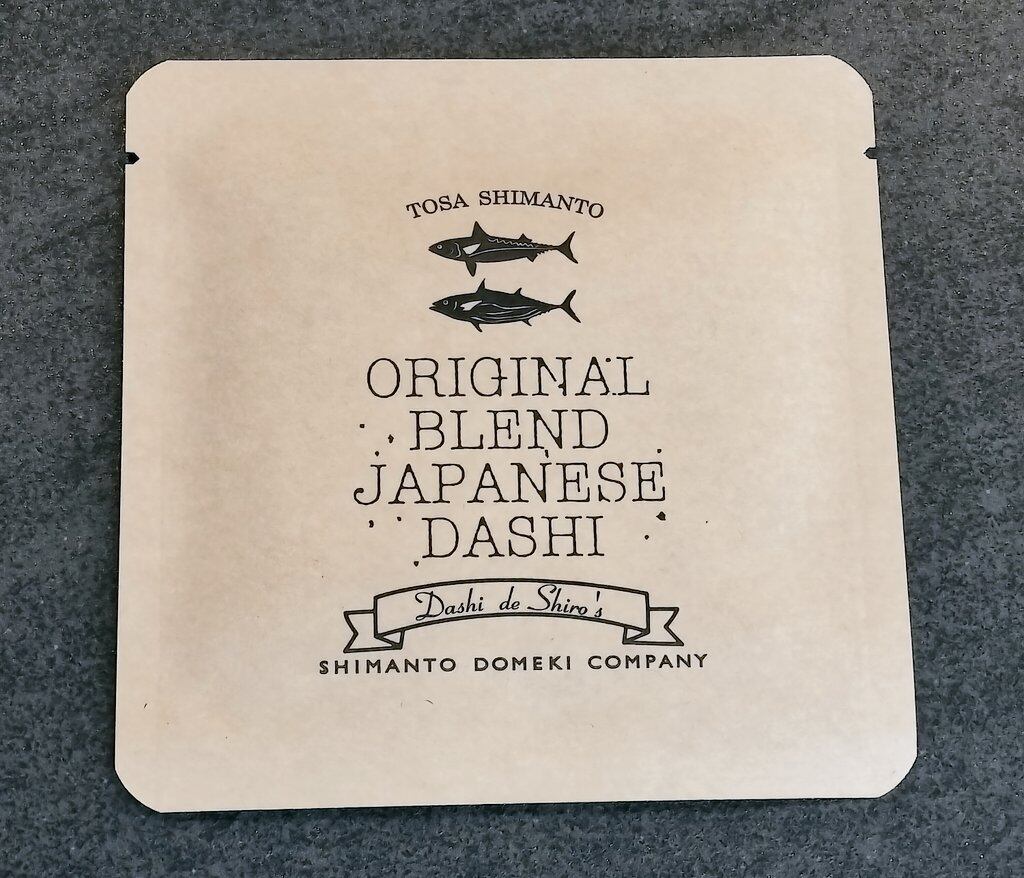 TOSA SHIMANTO
ORIGINAL
BLEND
JAPANESE
DASHI
Dashi de Shiro's
SHIMANTO DOMEKI COMPANY